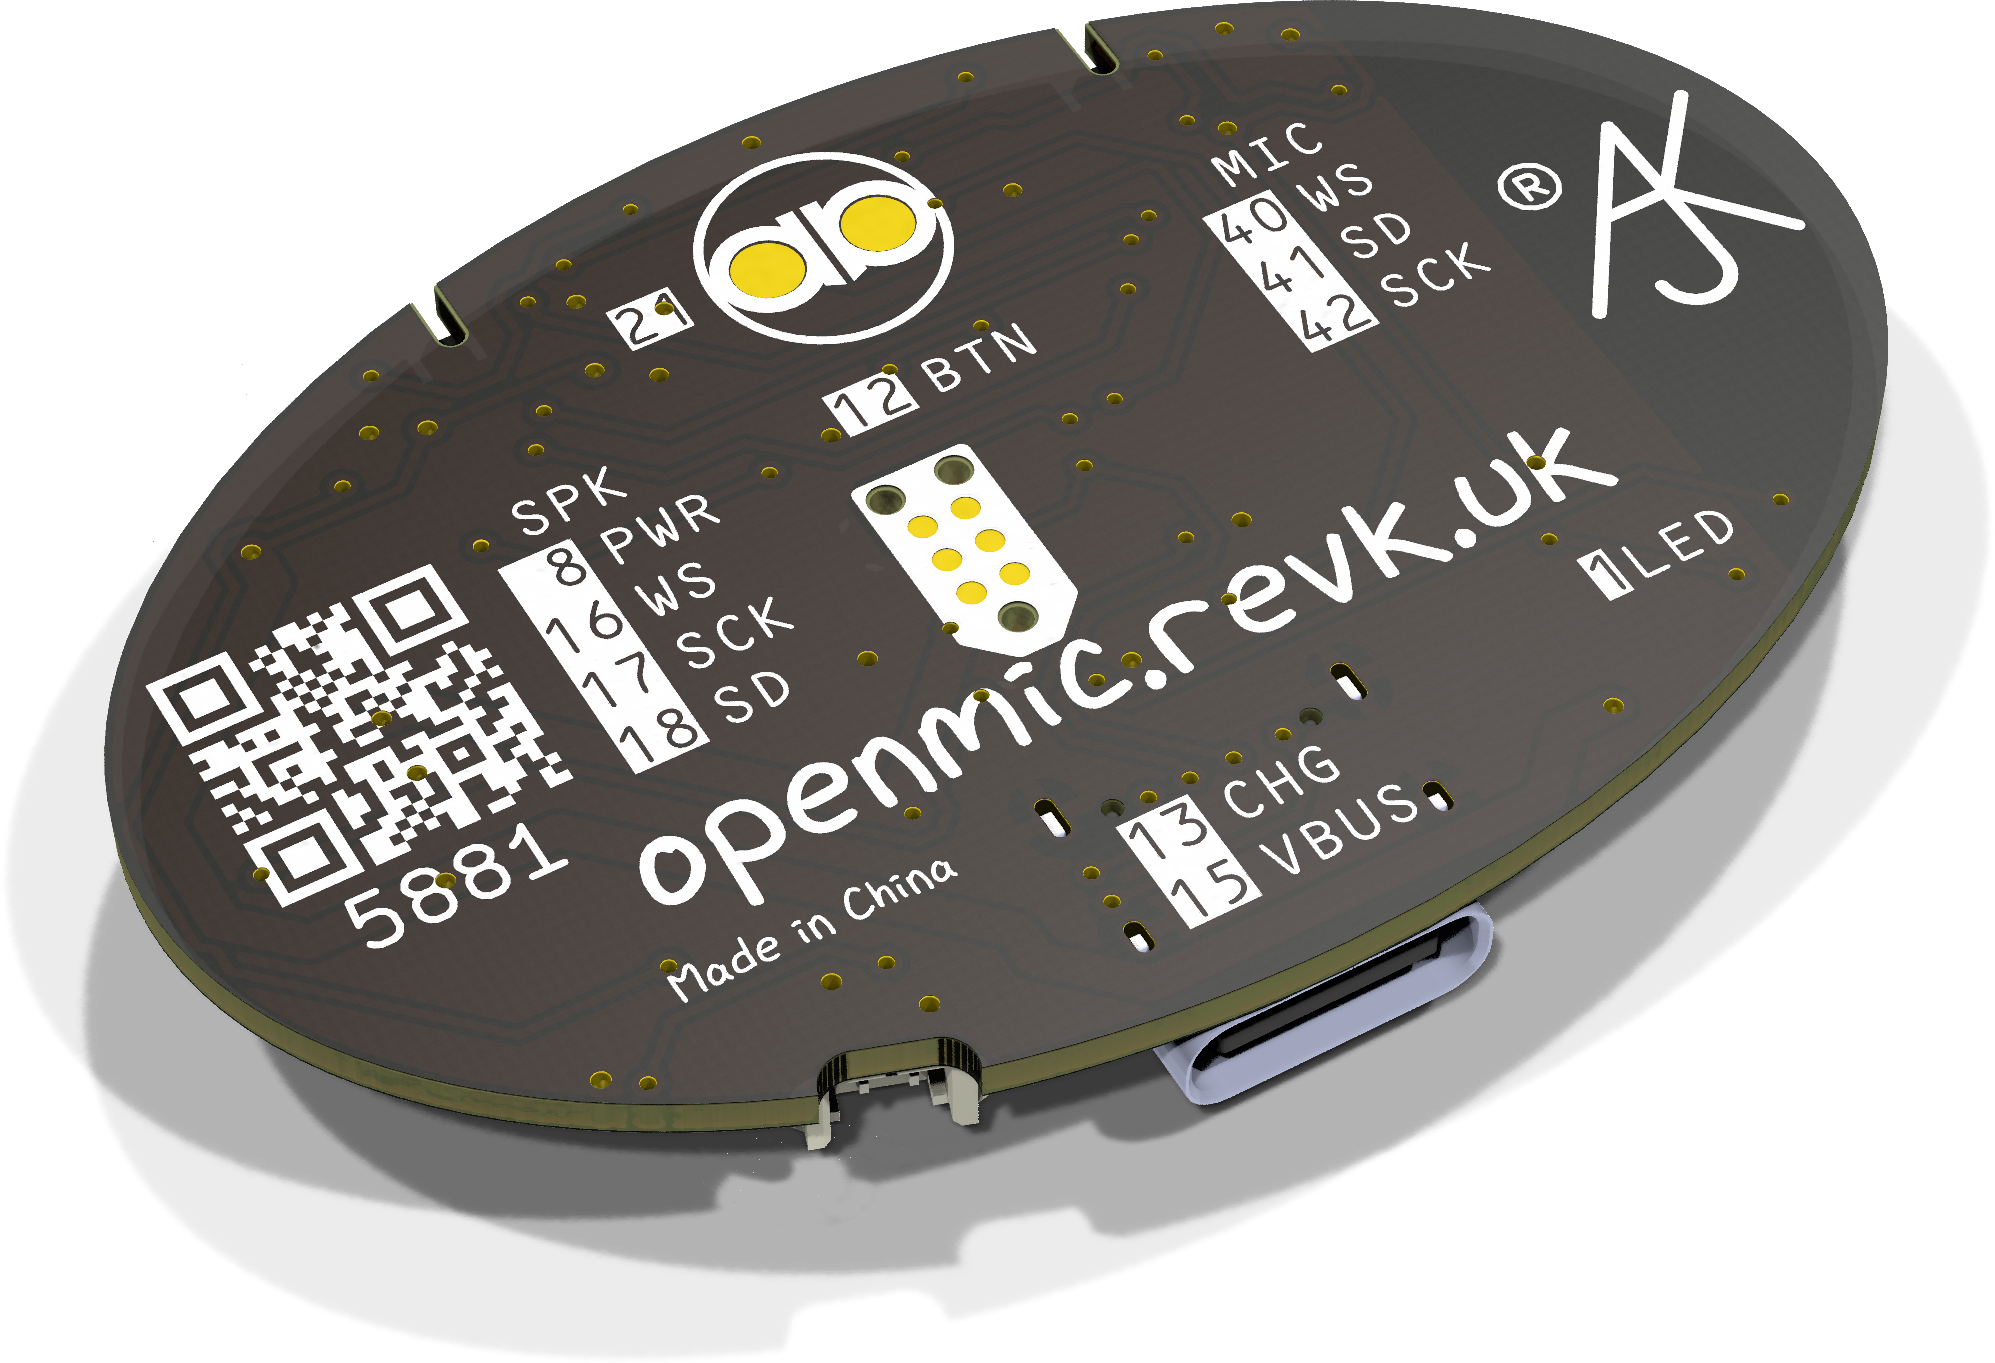 MIC
40 WS
41 SD
42 SCK
®
AJK
21
12 BTN
SPK
8 PWR
16 WS
17 SCK
18 SD
5881
openmic.revk.uk
1 LED
Made in China
13 CHG
15 VBUS